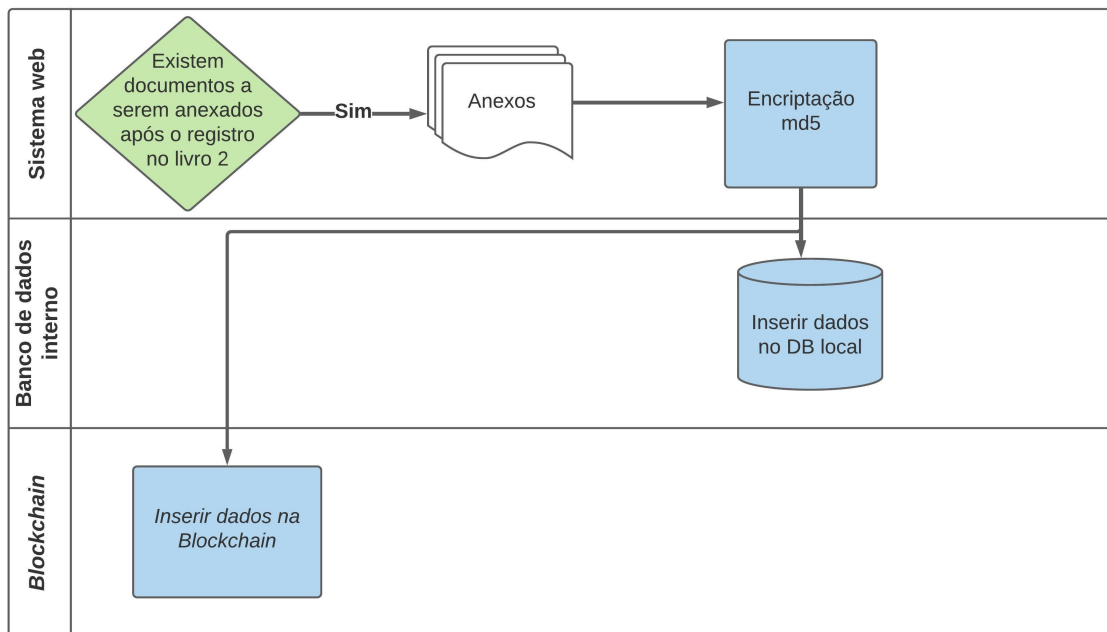 Sistema web
Existem
documentos a
serem anexados
após o registro
no livro 2
Sim
Anexos
Encriptação
md5
Banco de dados
interno
Inserir dados
no DB local
Blockchain
Inserir dados na
Blockchain